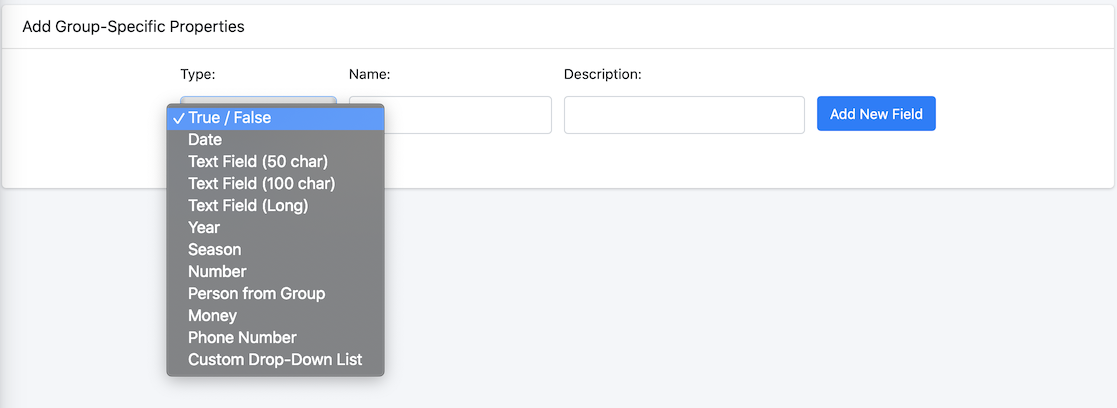 Add Group-Specific Properties
Type: Name: Description:
✓ True / False
Add New Field
Date
Text Field (50 char)
Text Field (100 char)
Text Field (Long)
Year
Season
Number
Person from Group
Money
Phone Number
Custom Drop-Down List